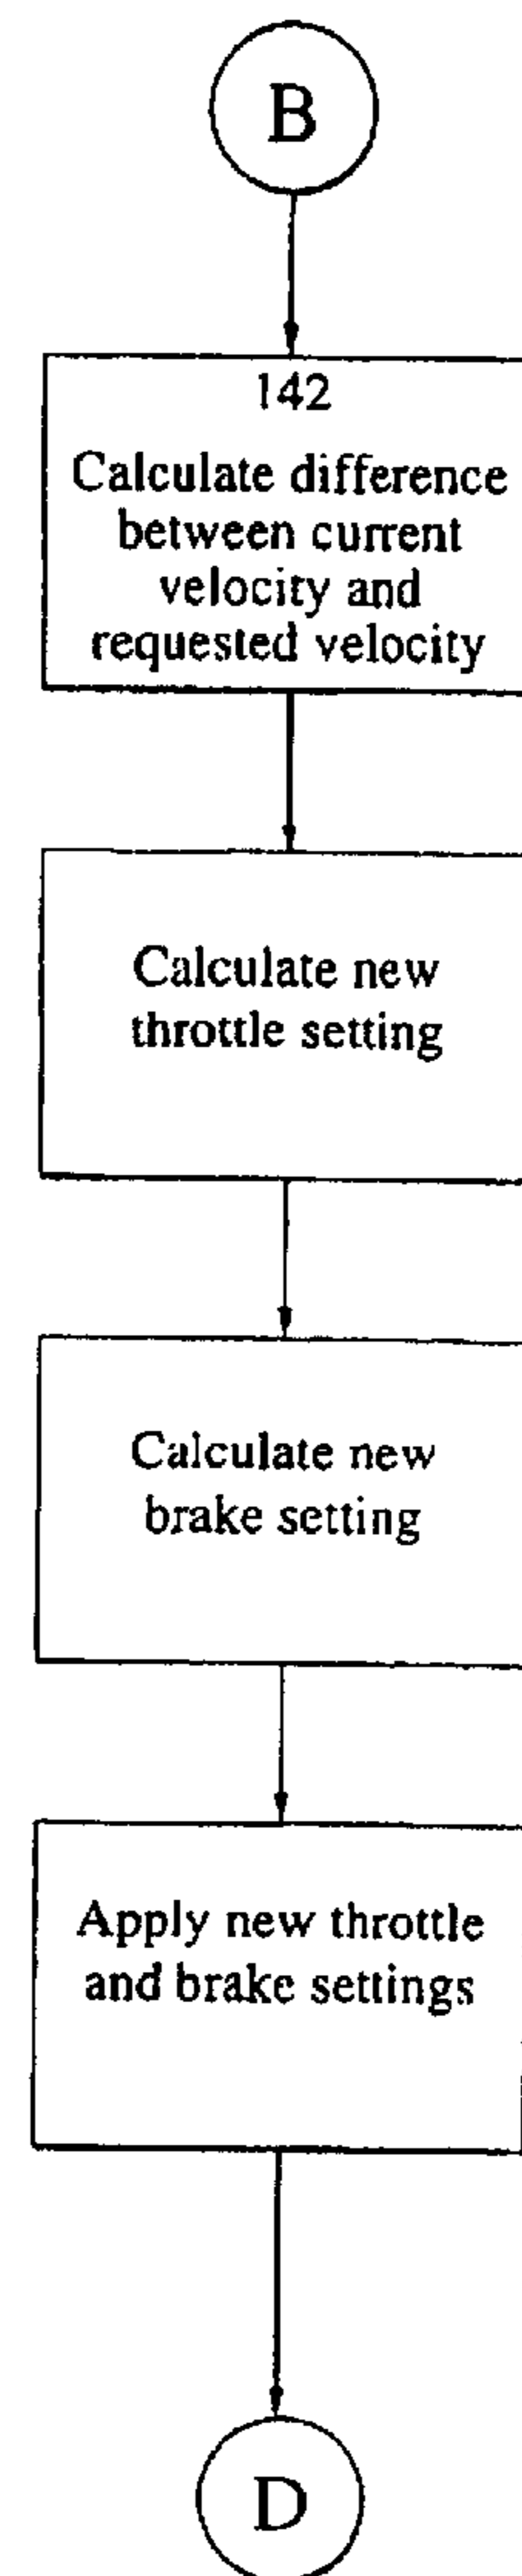 B
142
Calculate difference
between current
velocity and
requested velocity
Calculate new
throttle setting
Calculate new
brake setting
Apply new throttle
and brake settings
D